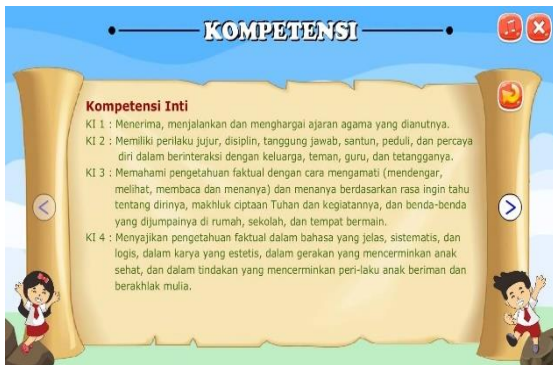 KOMPETENSI
Kompetensi Inti
KI 1 : Menerima, menjalankan dan menghargai ajaran agama yang dianutnya.
KI 2 : Memiliki perilaku jujur, disiplin, tanggung jawab, santun, peduli, dan percaya
diri dalam berinteraksi dengan keluarga, teman, guru, dan tetangganya.
KI 3 : Memahami pengetahuan faktual dengan cara mengamati (mendengar,
melihat, membaca dan menanya) dan menanya berdasarkan rasa ingin tahu
tentang dirinya, makhluk ciptaan Tuhan dan kegiatannya, dan benda-benda
yang dijumpainya di rumah, sekolah, dan tempat bermain.
KI 4 : Menyajikan pengetahuan faktual dalam bahasa yang jelas, sistematis, dan
logis, dalam karya yang estetis, dalam gerakan yang mencerminkan anak
sehat, dan dalam tindakan yang mencerminkan peri-laku anak beriman dan
berakhlak mulia.